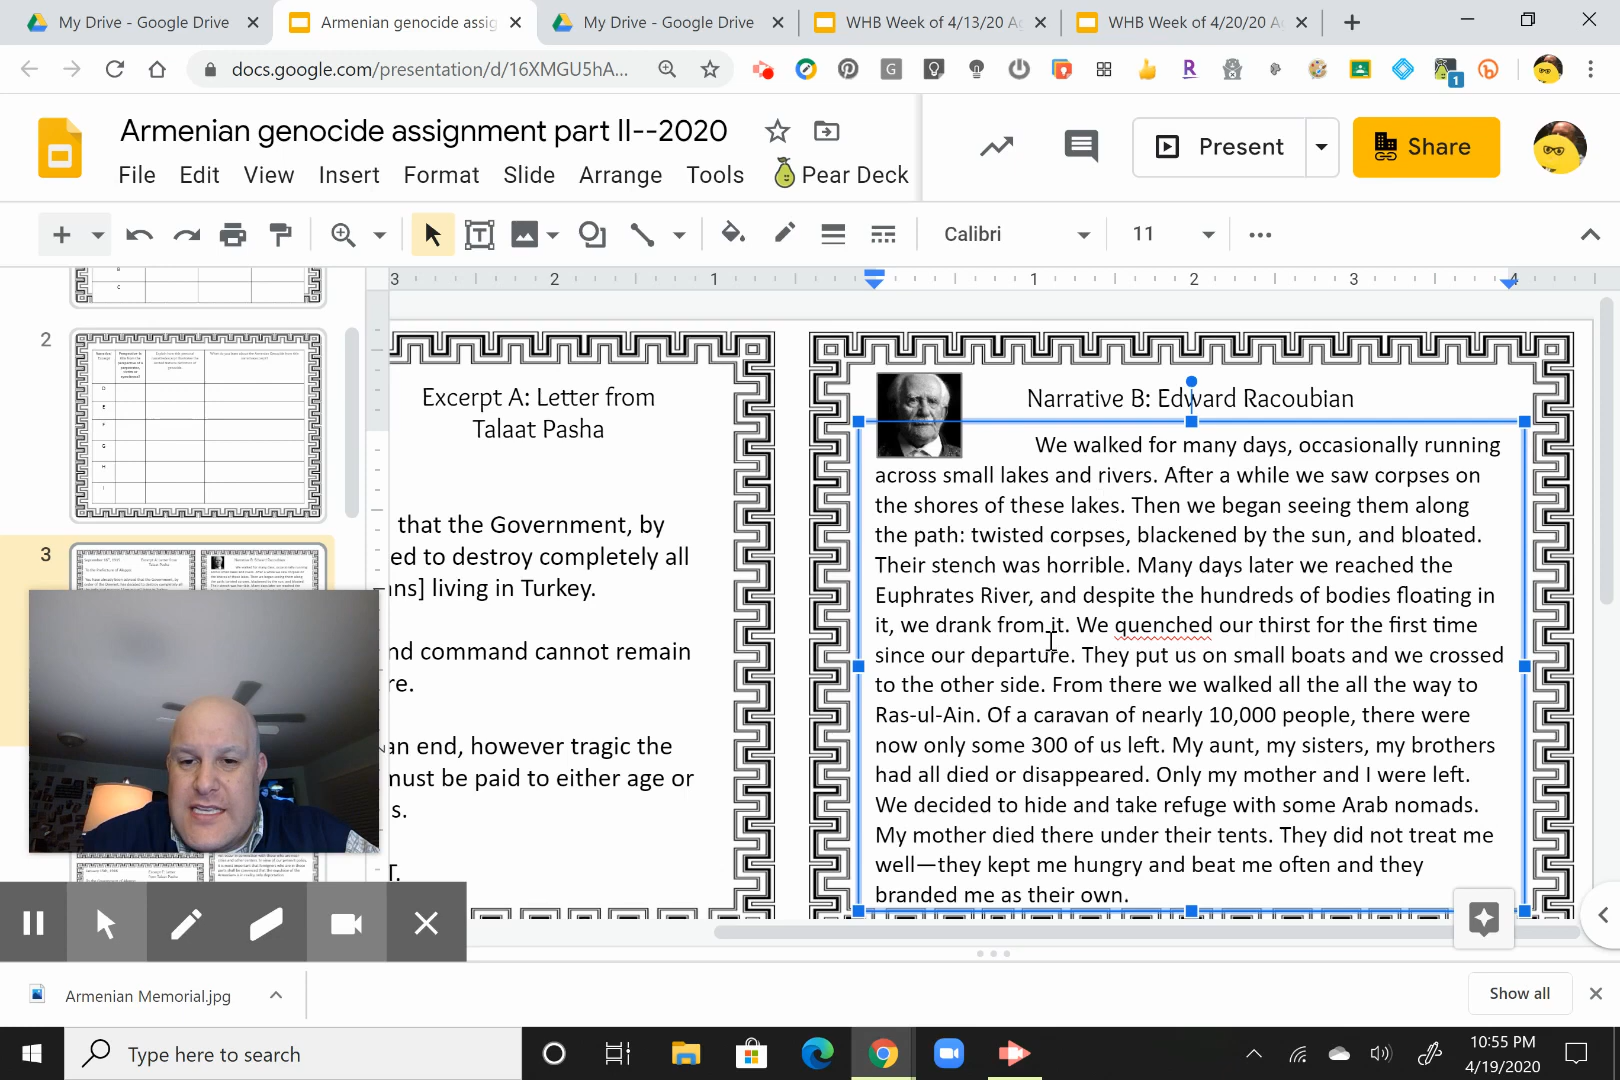 My Drive - Google Drive
Armenian genocide assig
My Drive - Google Drive
WHB Week of 4/13/20 Ag
WHB Week of 4/20/20 A
docs.google.com/presentation/d/16XMGU5hA...
Armenian genocide assignment part II--2020
Present
Share
File Edit View Insert Format Slide Arrange Tools Pear Deck
Calibri
11
3 2 1 1 2 3 4
2
3
Excerpt A: Letter from
Talaat Pasha
that the Government, by
ed to destroy completely all
ns] living in Turkey.
nd command cannot remain
re.
an end, however tragic the
must be paid to either age or
s.
T.
Narrative B: Edward Racoubian
We walked for many days, occasionally running
across small lakes and rivers. After a while we saw corpses on
the shores of these lakes. Then we began seeing them along
the path: twisted corpses, blackened by the sun, and bloated.
Their stench was horrible. Many days later we reached the
Euphrates River, and despite the hundreds of bodies floating in
it, we drank from it. We quenched our thirst for the first time
since our departure. They put us on small boats and we crossed
to the other side. From there we walked all the all the way to
Ras-ul-Ain. Of a caravan of nearly 10,000 people, there were
now only some 300 of us left. My aunt, my sisters, my brothers
had all died or disappeared. Only my mother and I were left.
We decided to hide and take refuge with some Arab nomads.
My mother died there under their tents. They did not treat me
well—they kept me hungry and beat me often and they
branded me as their own.
Armenian Memorial.jpg
Show all
Type here to search
10:55 PM
4/19/2020